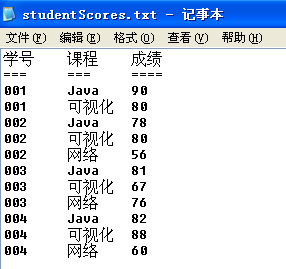 studentScores.txt - 记事本
文件(F) 编辑(E) 格式(O) 查看(V) 帮助(H)
学号 课程 成绩
=== === ====
001 Java 90
001 可视化 80
002 Java 78
002 可视化 80
002 网络 56
003 Java 81
003 可视化 67
003 网络 76
004 Java 82
004 可视化 88
004 网络 60